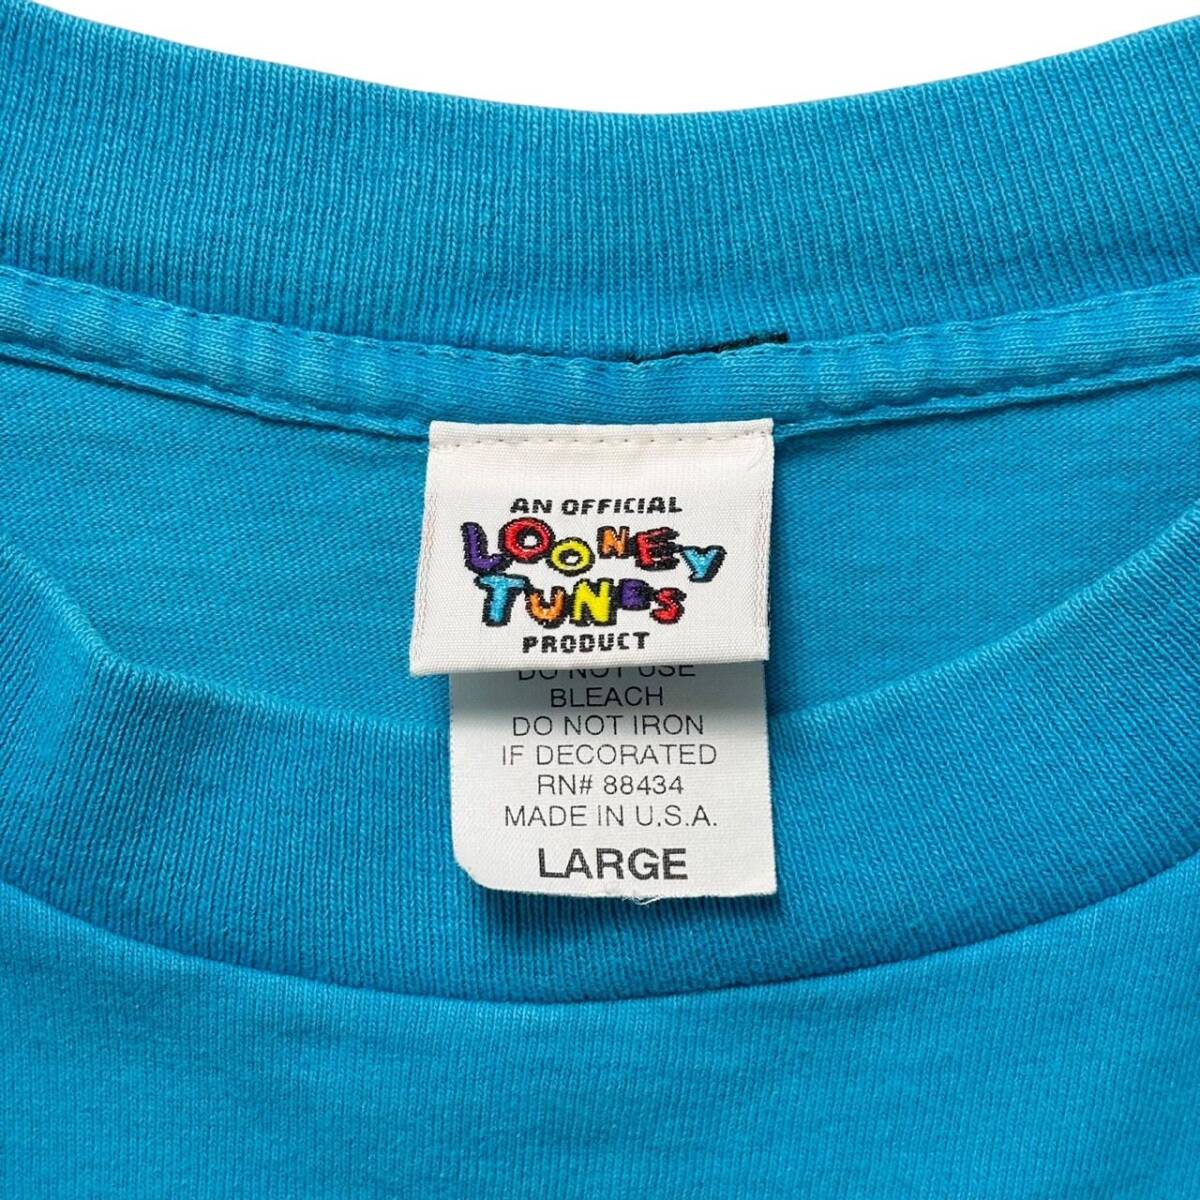 AN OFFICIAL
LOONEY
TUNES
PRODUCT
DO NOT USE
BLEACH
DO NOT IRON
IF DECORATED
RN# 88434
MADE IN U.S.A.
LARGE